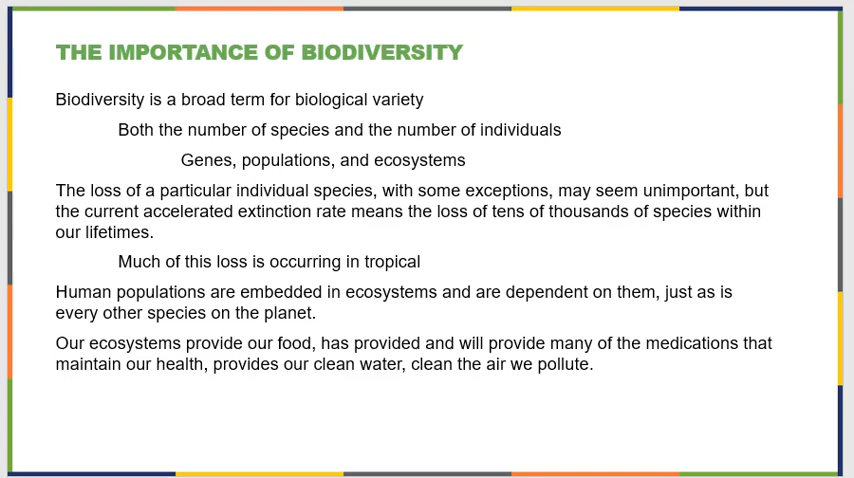 THE IMPORTANCE OF BIODIVERSITY
Biodiversity is a broad term for biological variety
Both the number of species and the number of individuals
Genes, populations, and ecosystems
The loss of a particular individual species, with some exceptions, may seem unimportant, but
the current accelerated extinction rate means the loss of tens of thousands of species within
our lifetimes.
Much of this loss is occurring in tropical
Human populations are embedded in ecosystems and are dependent on them, just as is
every other species on the planet.
Our ecosystems provide our food, has provided and will provide many of the medications that
maintain our health, provides our clean water, clean the air we pollute.